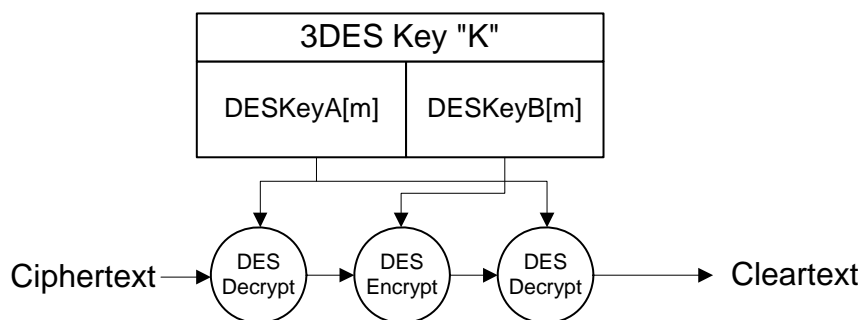 3DES Key "K"
DESKeyA[m]
DESKeyB[m]
Ciphertext
DES
Decrypt
DES
Encrypt
DES
Decrypt
Cleartext